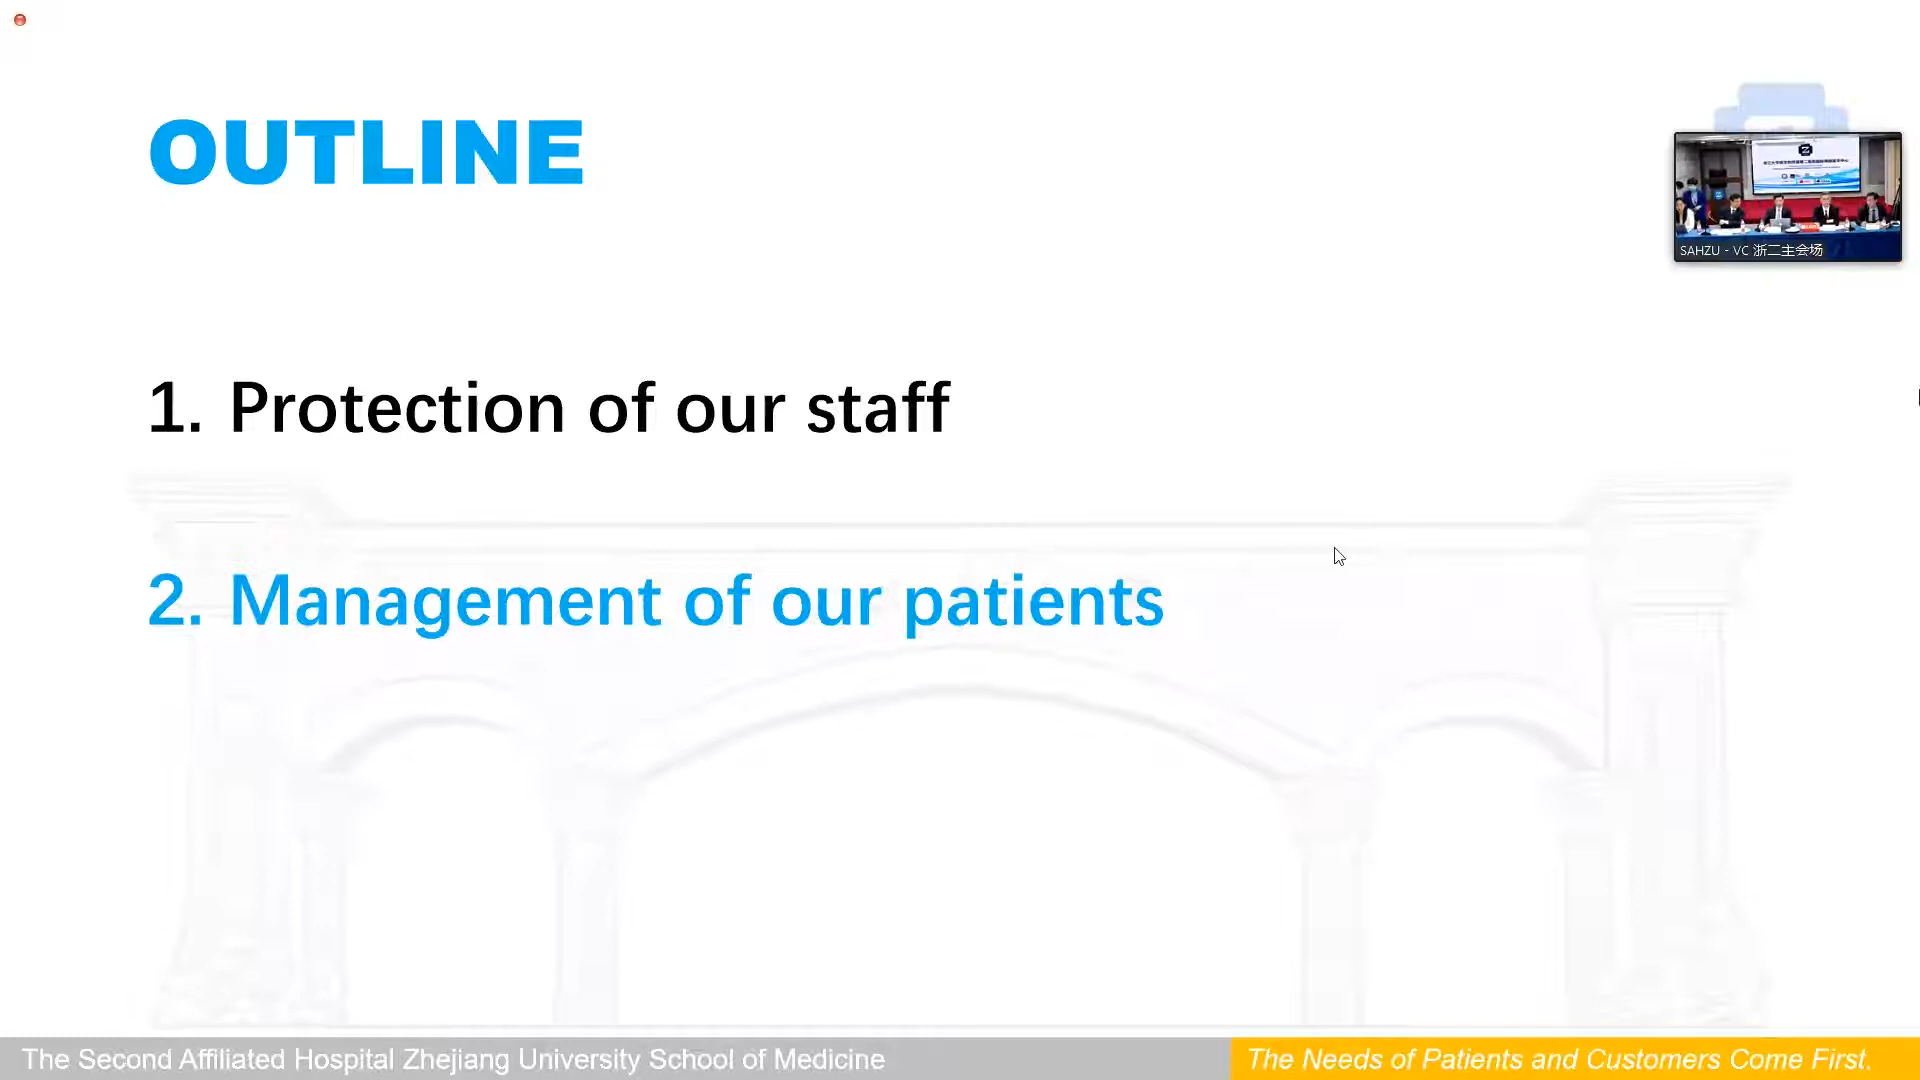 OUTLINE
SAHZU - VC 浙二主会场
1. Protection of our staff
2. Management of our patients
The Second Affiliated Hospital Zhejiang University School of Medicine
The Needs of Patients and Customers Come First.